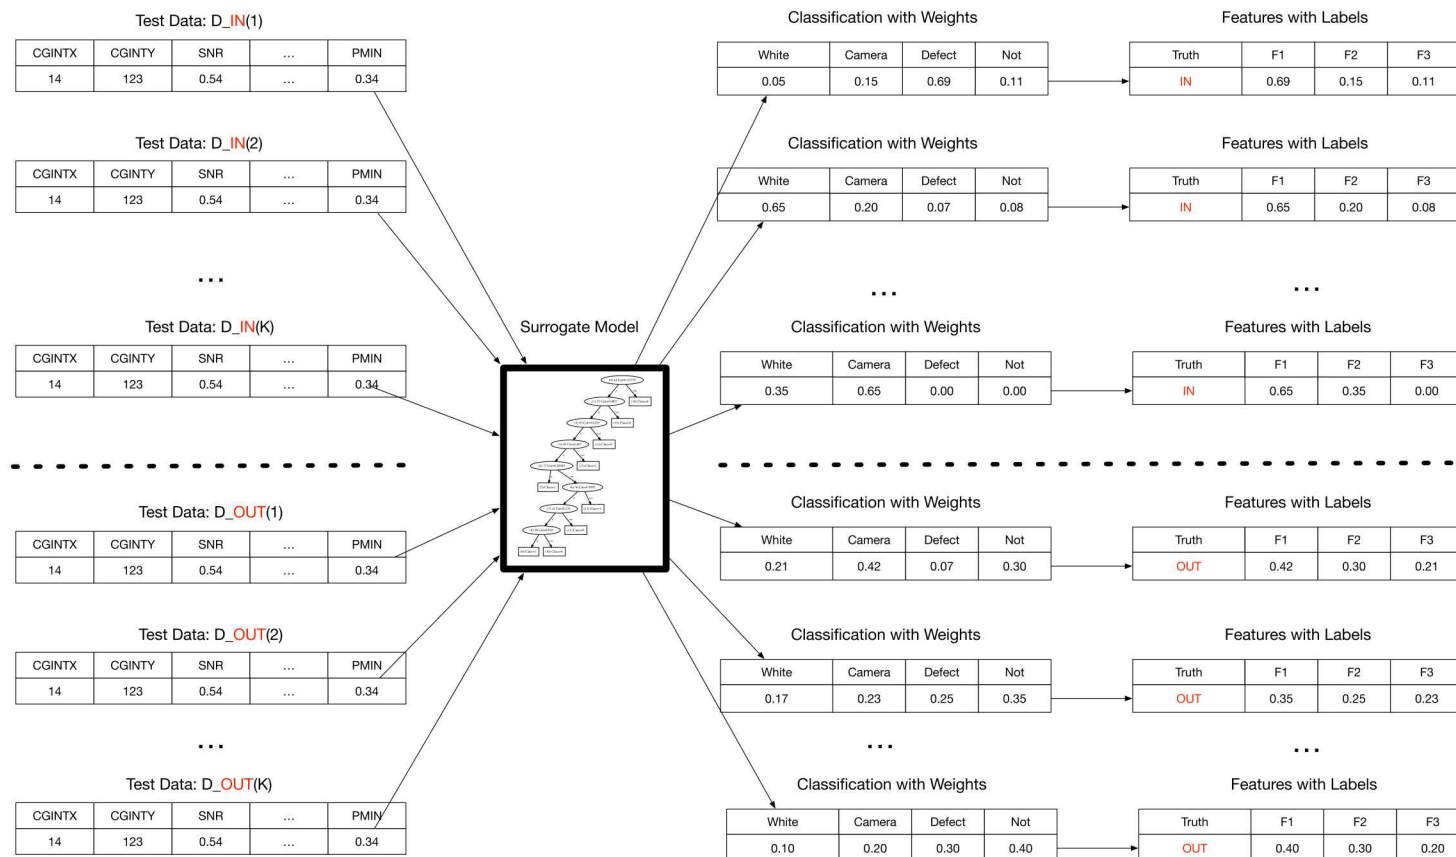 Test Data: D_IN(1)
CGINTX CGINTY SNR ... PMIN
14 123 0.54 ... 0.34
Test Data: D_IN(2)
CGINTX CGINTY SNR ... PMIN
14 123 0.54 ... 0.34
...
Test Data: D_IN(K)
CGINTX CGINTY SNR ... PMIN
14 123 0.54 ... 0.34
Test Data: D_OUT(1)
CGINTX CGINTY SNR ... PMIN
14 123 0.54 ... 0.34
Test Data: D_OUT(2)
CGINTX CGINTY SNR ... PMIN
14 123 0.54 ... 0.34
...
Test Data: D_OUT(K)
CGINTX CGINTY SNR ... PMIN
14 123 0.54 ... 0.34
Surrogate Model
Classification with Weights
White Camera Defect Not
0.05 0.15 0.69 0.11
Classification with Weights
White Camera Defect Not
0.65 0.20 0.07 0.08
...
Classification with Weights
White Camera Defect Not
0.35 0.65 0.00 0.00
Classification with Weights
White Camera Defect Not
0.21 0.42 0.07 0.30
Classification with Weights
White Camera Defect Not
0.17 0.23 0.25 0.35
...
Classification with Weights
White Camera Defect Not
0.10 0.20 0.30 0.40
Features with Labels
Truth F1 F2 F3
IN 0.69 0.15 0.11
Features with Labels
Truth F1 F2 F3
IN 0.65 0.20 0.08
...
Features with Labels
Truth F1 F2 F3
IN 0.65 0.35 0.00
Features with Labels
Truth F1 F2 F3
OUT 0.42 0.30 0.21
Features with Labels
Truth F1 F2 F3
OUT 0.35 0.25 0.23
...
Features with Labels
Truth F1 F2 F3
OUT 0.40 0.30 0.20